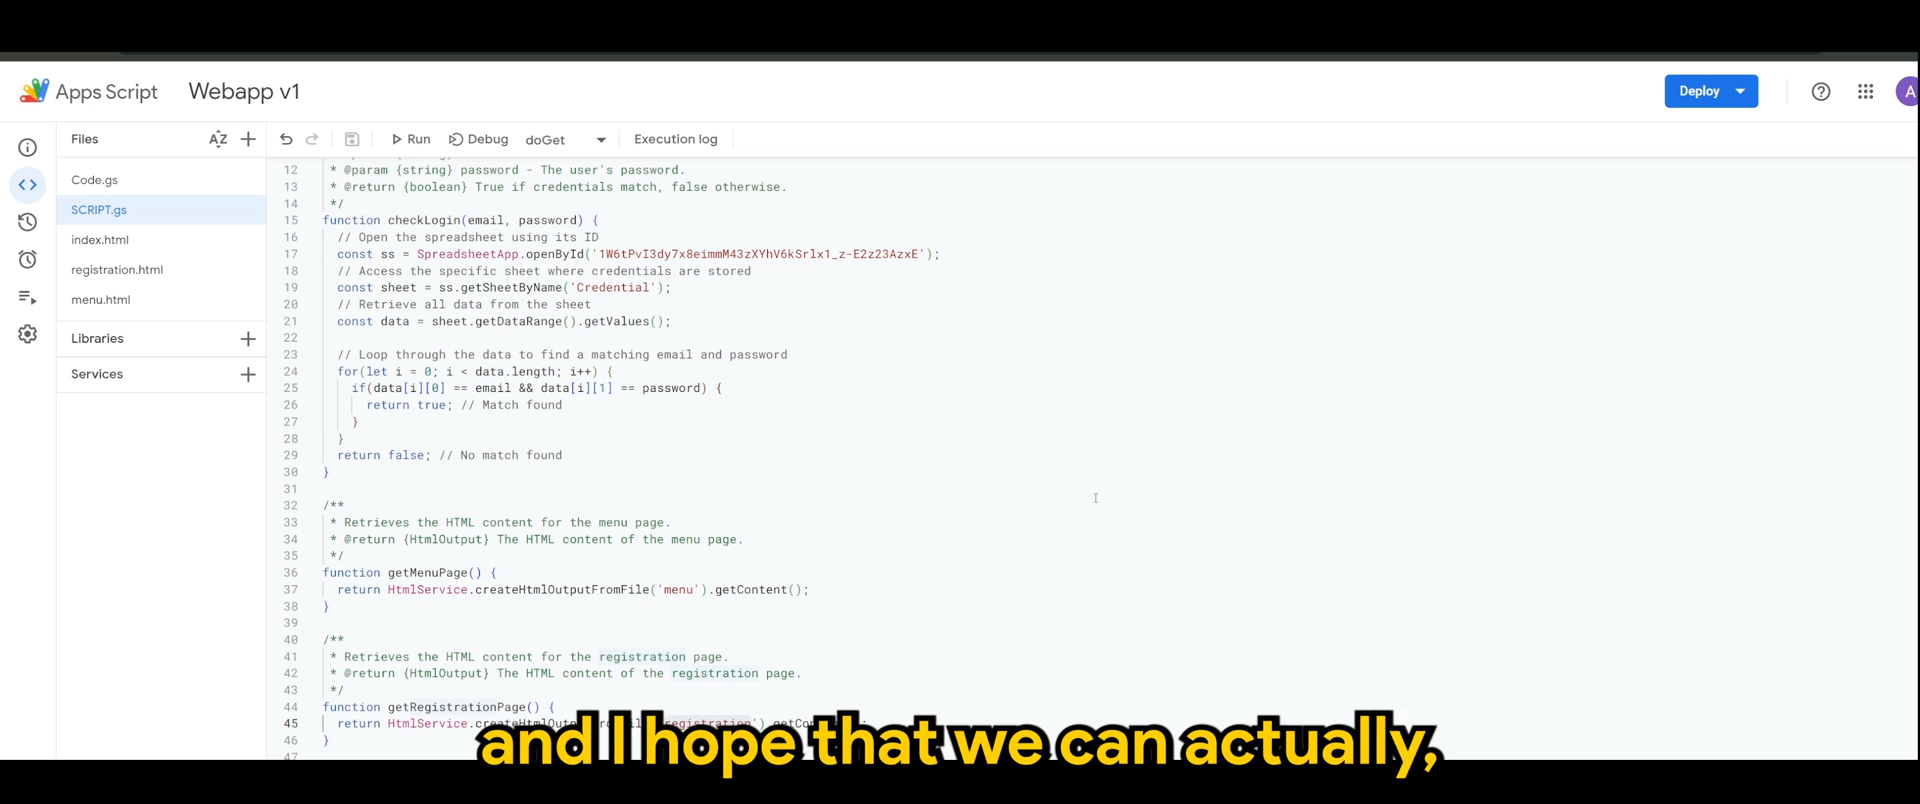 Apps Script
Webapp v1
Deploy
A
Files
AZ
Run
Debug
doGet
Execution log
Code.gs
SCRIPT.gs
index.html
registration.html
menu.html
Libraries
Services
12 * @param {string} password - The user's password.
13 * @return {boolean} True if credentials match, false otherwise.
14 */
15 function checkLogin(email, password) {
16 // Open the spreadsheet using its ID
17 const ss = SpreadsheetApp.openById('1W6tPvI3dy7x8eimmM43zXYhV6kSrlx1_z-E2z23AzxE');
18 // Access the specific sheet where credentials are stored
19 const sheet = ss.getSheetByName('Credential');
20 // Retrieve all data from the sheet
21 const data = sheet.getDataRange().getValues();
22
23 // Loop through the data to find a matching email and password
24 for(let i = 0; i < data.length; i++) {
25 if(data[i][0] == email && data[i][1] == password) {
26 return true; // Match found
27 }
28 }
29 return false; // No match found
30 }
31
32 /**
33 * Retrieves the HTML content for the menu page.
34 * @return {HtmlOutput} The HTML content of the menu page.
35 */
36 function getMenuPage() {
37 return HtmlService.createHtmlOutputFromFile('menu').getContent();
38 }
39
40 /**
41 * Retrieves the HTML content for the registration page.
42 * @return {HtmlOutput} The HTML content of the registration page.
43 */
44 function getRegistrationPage() {
45 return HtmlService.
46 }
47
and I hope that we can actually,